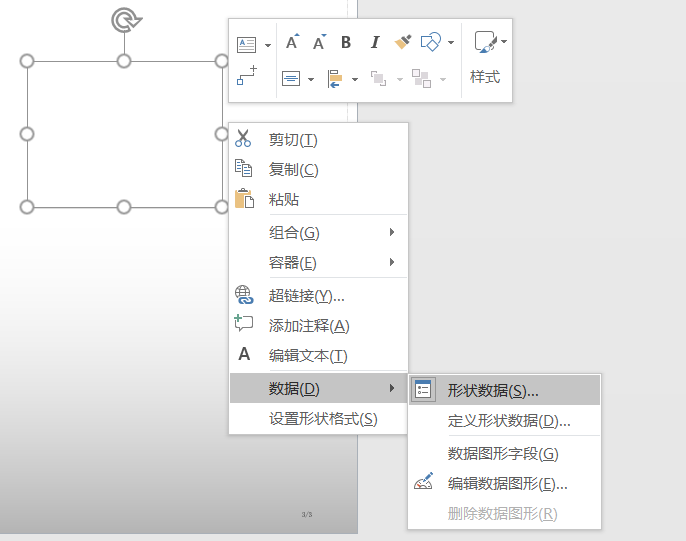 A A B I
样式
剪切(T)
复制(C)
粘贴
组合(G)
容器(E)
超链接(Y)...
添加注释(A)
A 编辑文本(T)
数据(D)
设置形状格式(S)
形状数据(S)...
定义形状数据(D)...
数据图形字段(G)
编辑数据图形(E)...
删除数据图形(R)
3/3